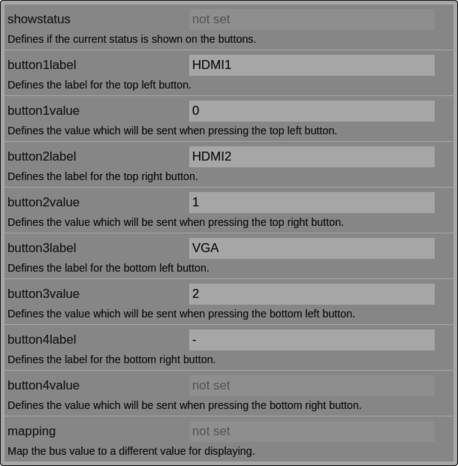 showstatus not set
Defines if the current status is shown on the buttons.
button1label HDMI1
Defines the label for the top left button.
button1value 0
Defines the value which will be sent when pressing the top left button.
button2label HDMI2
Defines the label for the top right button.
button2value 1
Defines the value which will be sent when pressing the top right button.
button3label VGA
Defines the label for the bottom left button.
button3value 2
Defines the value which will be sent when pressing the bottom left button.
button4label -
Defines the label for the bottom right button.
button4value not set
Defines the value which will be sent when pressing the bottom right button.
mapping not set
Map the bus value to a different value for displaying.